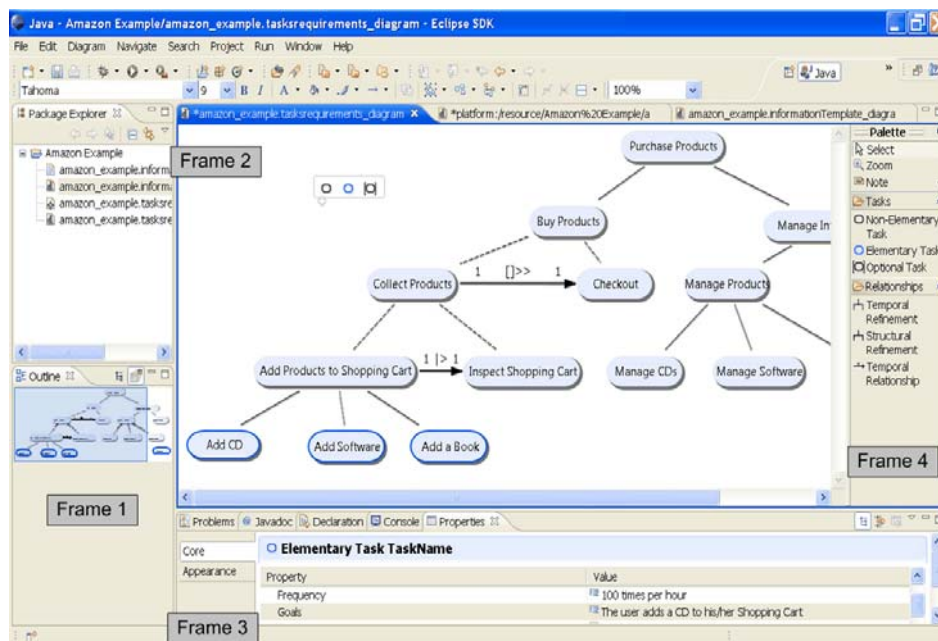 Java - Amazon Example/amazon_example.tasksrequirements_diagram - Eclipse SDK
File Edit Diagram Navigate Search Project Run Window Help
Java
Tahoma 9 B I A 100%
Package Explorer
*amazon_example.tasksrequirements_diagram
*platform:/resource/Amazon%20Example/a
amazon_example.informationTemplate_diagra
Amazon Example
amazon_example.inform
amazon_example.informa
amazon_example.tasksre
amazon_example.tasksre
Frame 2
Purchase Products
Buy Products
Manage In
Collect Products
1 []>> 1
Checkout
Manage Products
Add Products to Shopping Cart
1 |> 1
Inspect Shopping Cart
Manage CDs
Manage Software
Add CD
Add Software
Add a Book
Palette
Select
Zoom
Note
Tasks
Non-Elementary
Task
Elementary Task
Optional Task
Relationships
Temporal
Refinement
Structural
Refinement
Temporal
Relationship
Frame 4
Outline
Frame 1
Problems Javadoc Declaration Console Properties
Core
Appearance
Elementary Task TaskName
Property Value
Frequency 100 times per hour
Goals The user adds a CD to his/her Shopping Cart
Frame 3